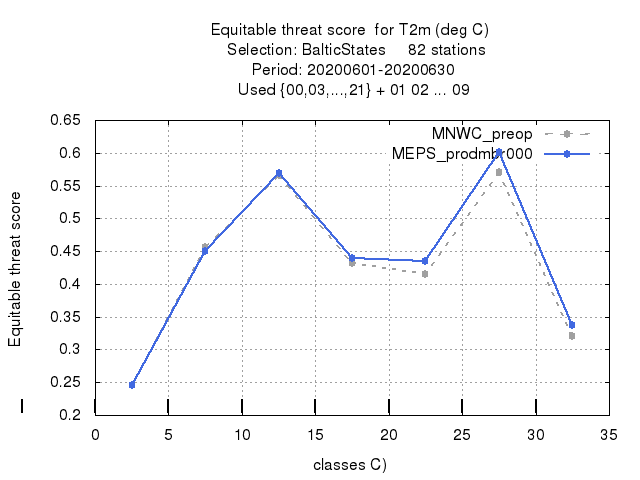 Equitable threat score  for T2m (deg C)
Selection: BalticStates     82 stations
Period: 20200601-20200630
Used {00,03,...,21} + 01 02 ... 09
MNWC_preop
MEPS_prodmbr000
Equitable threat score
0.65
0.6
0.55
0.5
0.45
0.4
0.35
0.3
0.25
0.2
0 5 10 15 20 25 30 35
classes C)